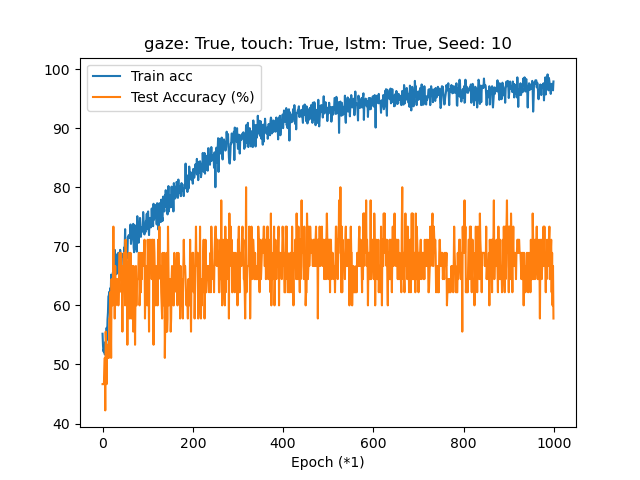 gaze: True, touch: True, lstm: True, Seed: 10
Train acc
Test Accuracy (%)
100
90
80
70
60
50
40
0 200 400 600 800 1000
Epoch (*1)